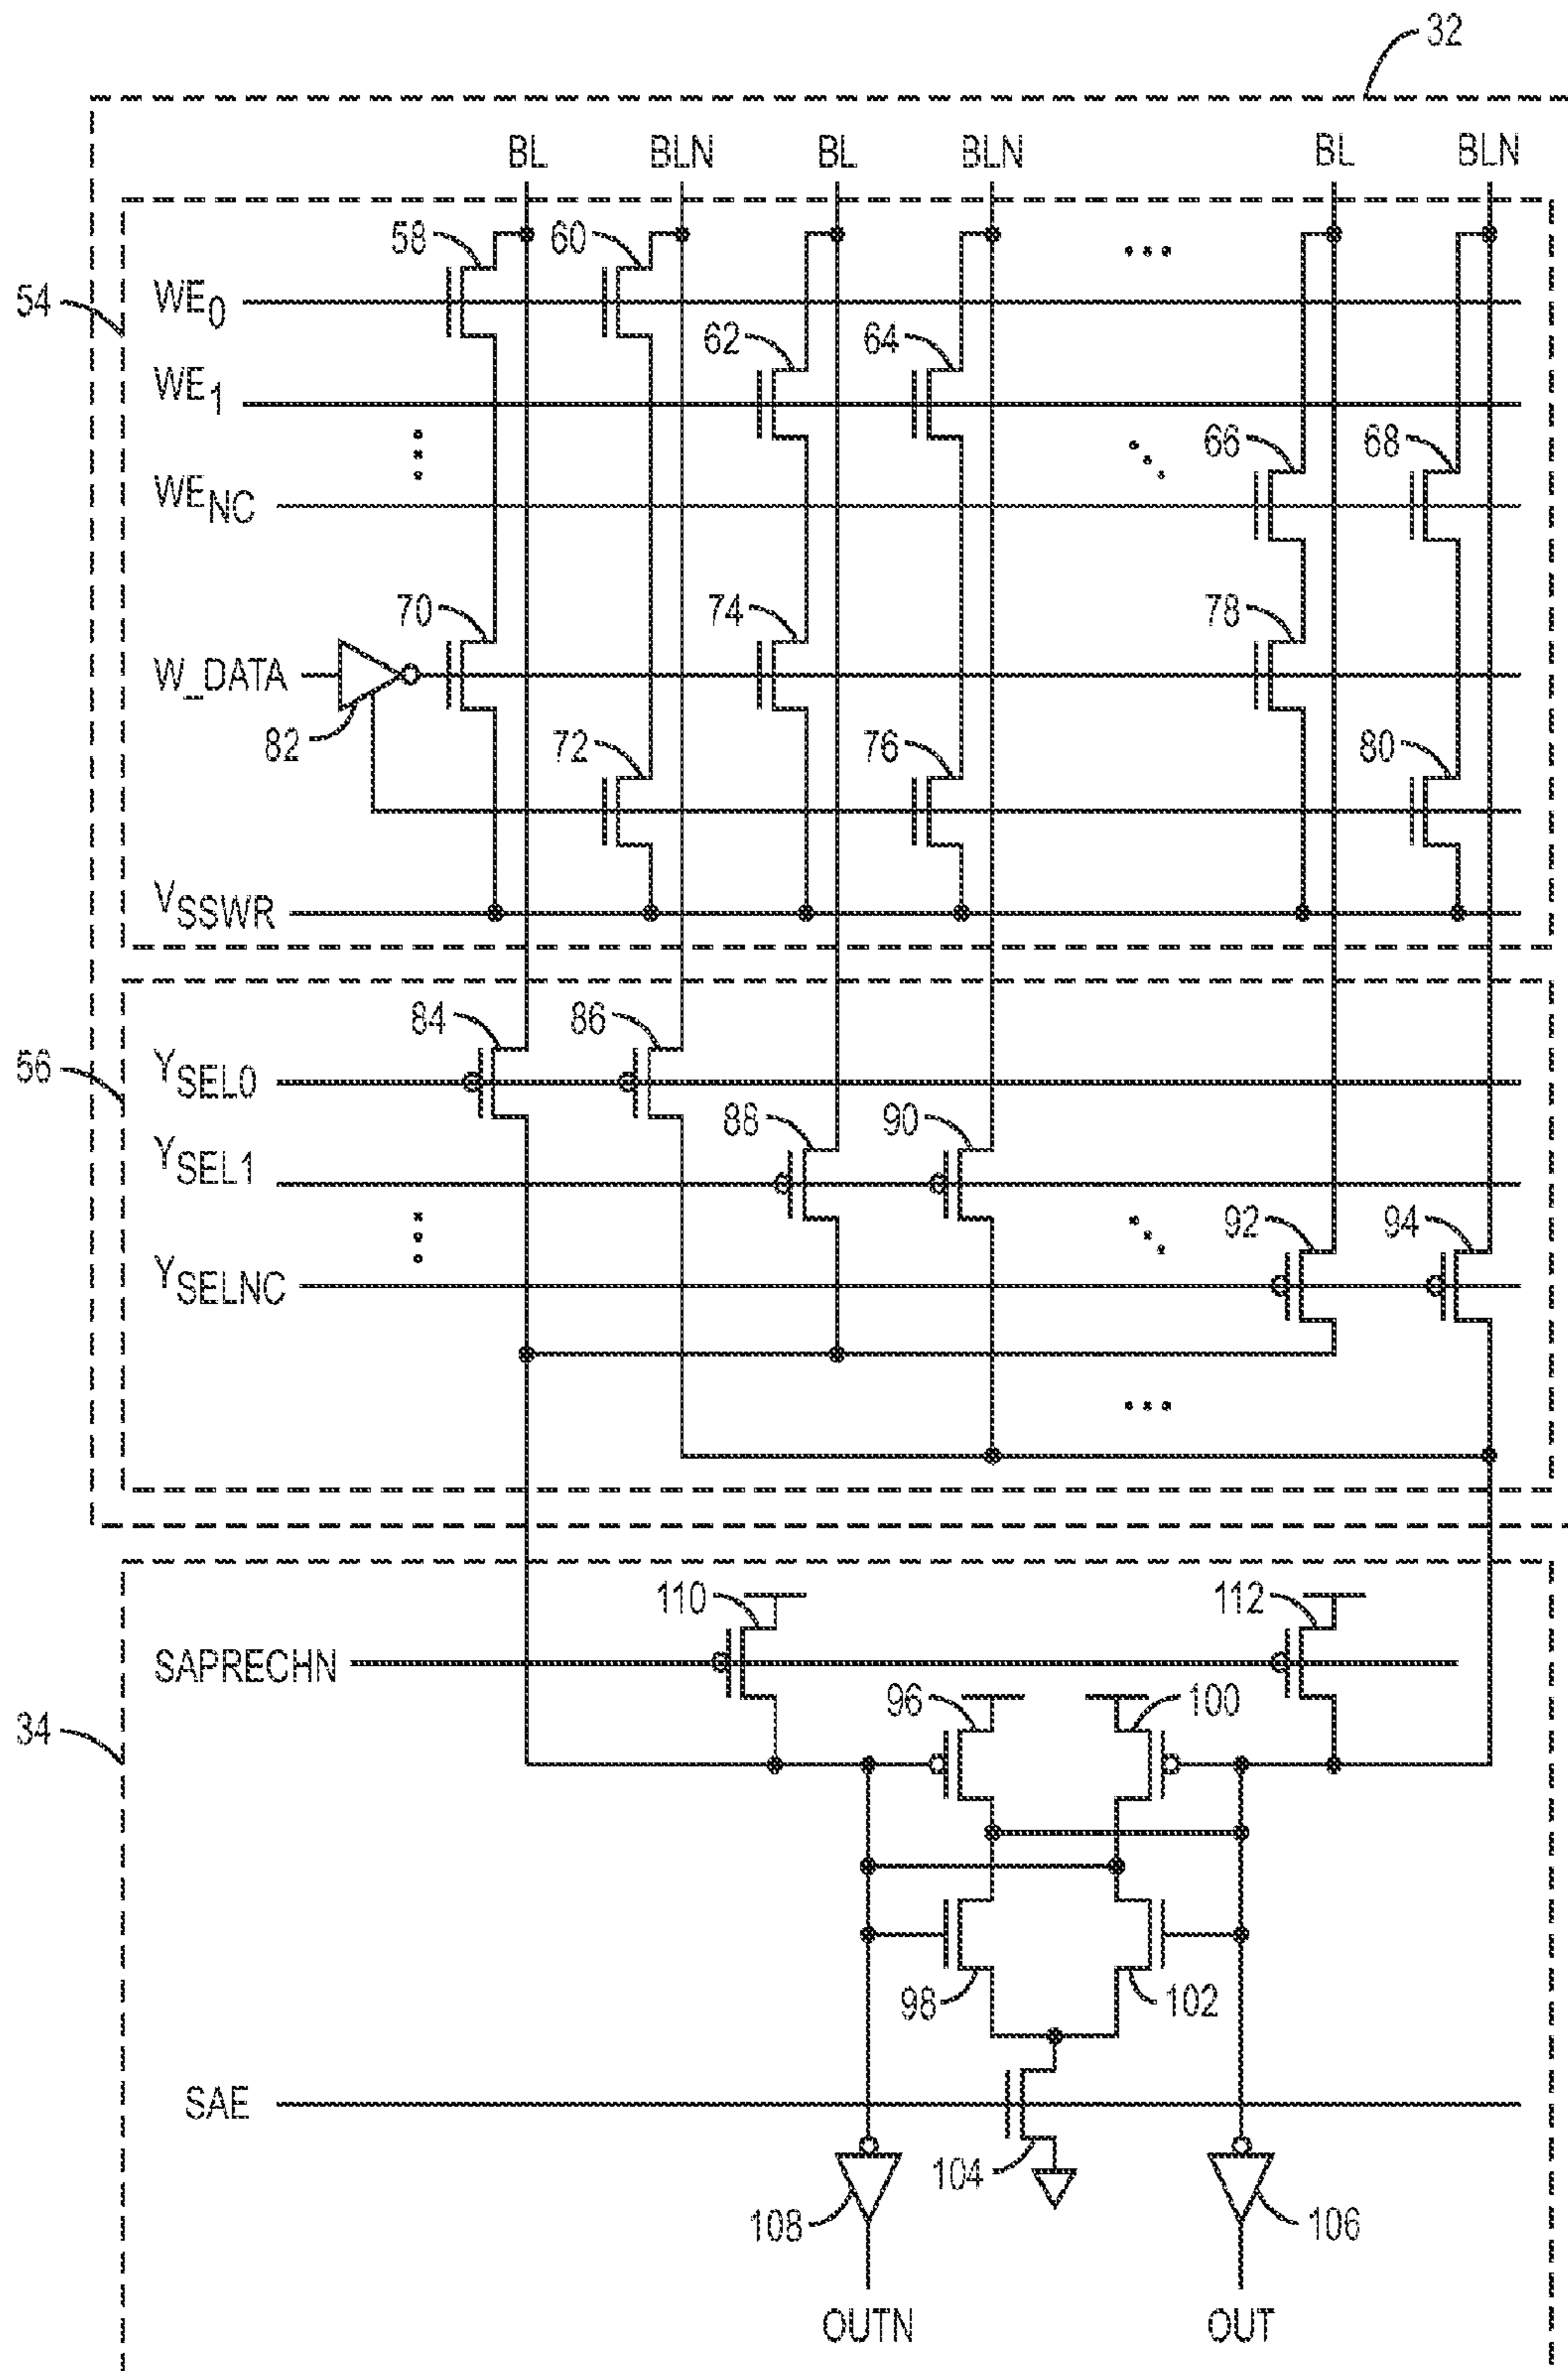 32
BL BLN BL BLN BL BLN
58 60
54
WE0
62 64
WE1
66 68
WENC
70 74 78
W_DATA
82 72 76 80
VSSWR
84 86
56
YSEL0
88 90
YSEL1
92 94
YSELNC
110 112
SAPRECHN
96 100
34
98 102
SAE
104
108 106
OUTN OUT